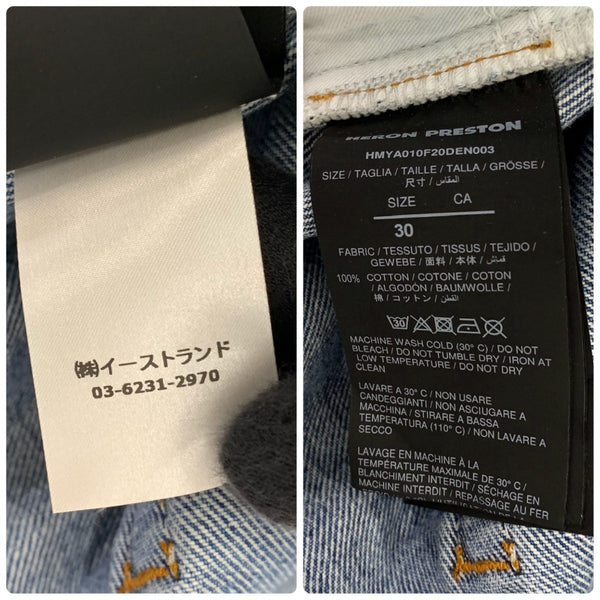 (株)イーストランド
03-6231-2970
HERON PRESTON
HMYA010F20DEN003
SIZE / TAGLIA / TAILLE / TALLA / GRÖSSE /
尺寸 / المقاس /
SIZE CA
30
FABRIC / TESSUTO / TISSUS / TEJIDO /
GEWEBE / 面料 / 本体 / قماش /
100% COTTON / COTONE / COTON
/ ALGODÓN / BAUMWOLLE /
棉 / コットン / القطن /
30
MACHINE WASH COLD (30° C) / DO NOT
BLEACH / DO NOT TUMBLE DRY / IRON AT
LOW TEMPERATURE / DO NOT DRY
CLEAN
LAVARE A 30° C / NON USARE
CANDEGGIANTI / NON ASCIUGARE A
MACCHINA / STIRARE A BASSA
TEMPERATURA (110° C) / NON LAVARE A
SECCO
LAVAGE EN MACHINE À LA
TEMPÉRATURE MAXIMALE DE 30° C /
BLANCHIMENT INTERDIT / SÉCHAGE EN
MACHINE INTERDIT / REPASSAGE AU FER